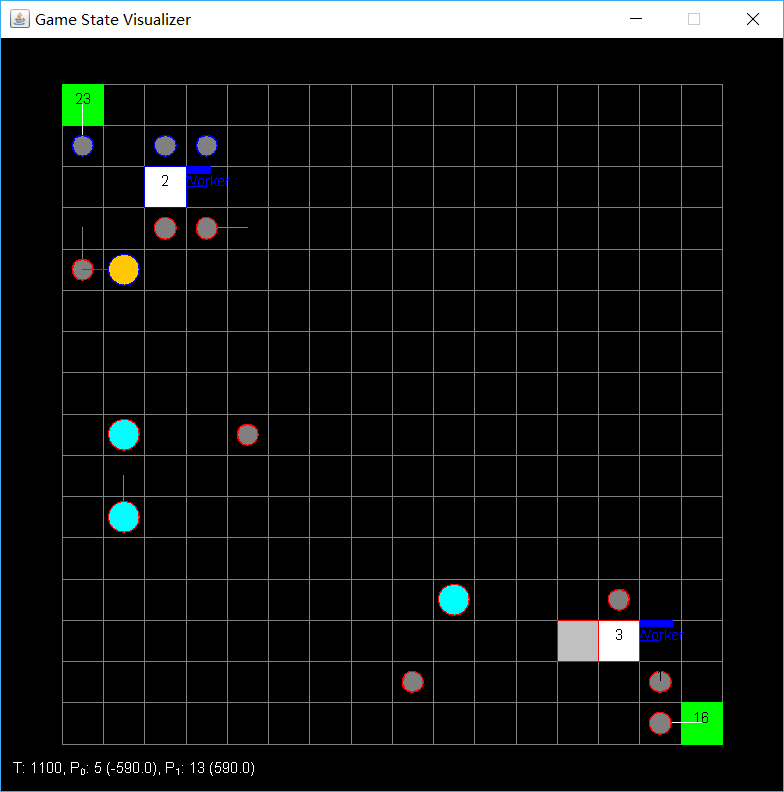 Game State Visualizer
23
2
Worker
3
Worker
16
T: 1100, P₀: 5 (-590.0), P₁: 13 (590.0)